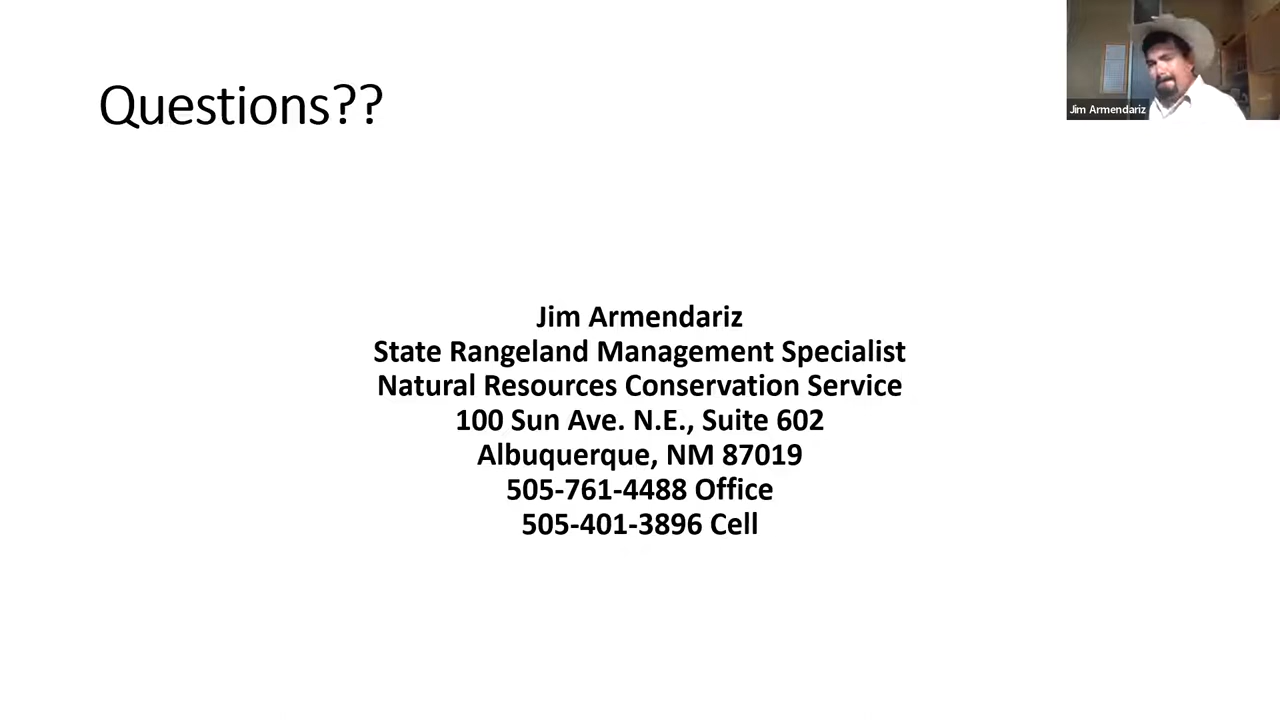 Questions??
Jim Armendariz
Jim Armendariz
State Rangeland Management Specialist
Natural Resources Conservation Service
100 Sun Ave. N.E., Suite 602
Albuquerque, NM 87019
505-761-4488 Office
505-401-3896 Cell